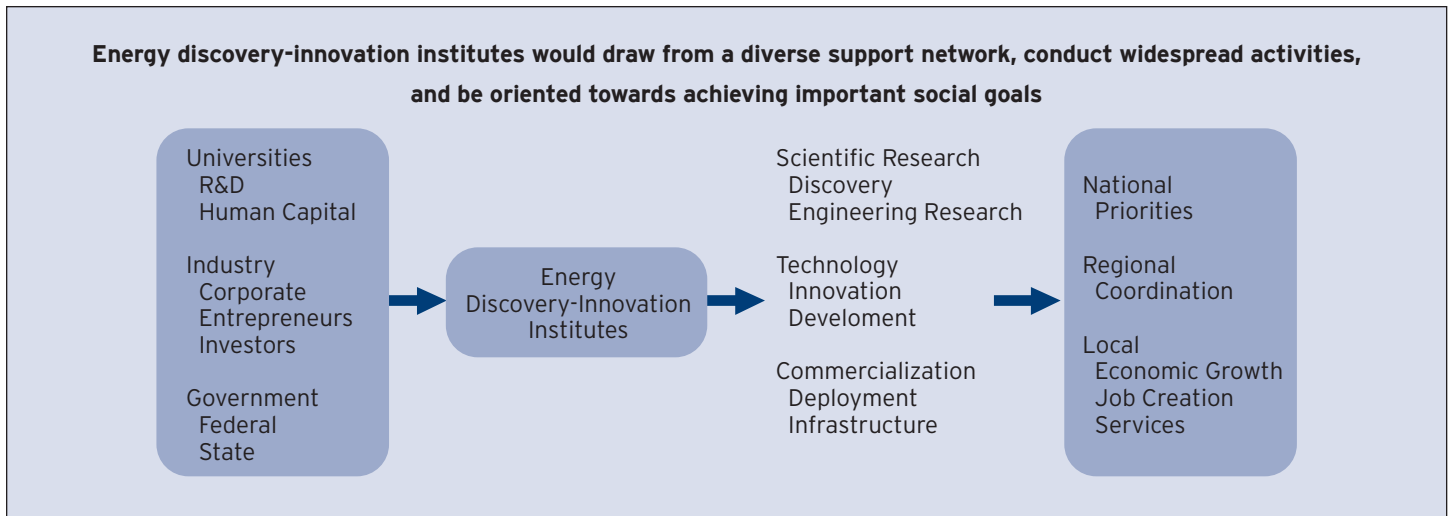 Energy discovery-innovation institutes would draw from a diverse support network, conduct widespread activities,
and be oriented towards achieving important social goals
Universities
R&D
Human Capital
Industry
Corporate
Entrepreneurs
Investors
Government
Federal
State
Energy
Discovery-Innovation
Institutes
Scientific Research
Discovery
Engineering Research
Technology
Innovation
Develoment
Commercialization
Deployment
Infrastructure
National
Priorities
Regional
Coordination
Local
Economic Growth
Job Creation
Services